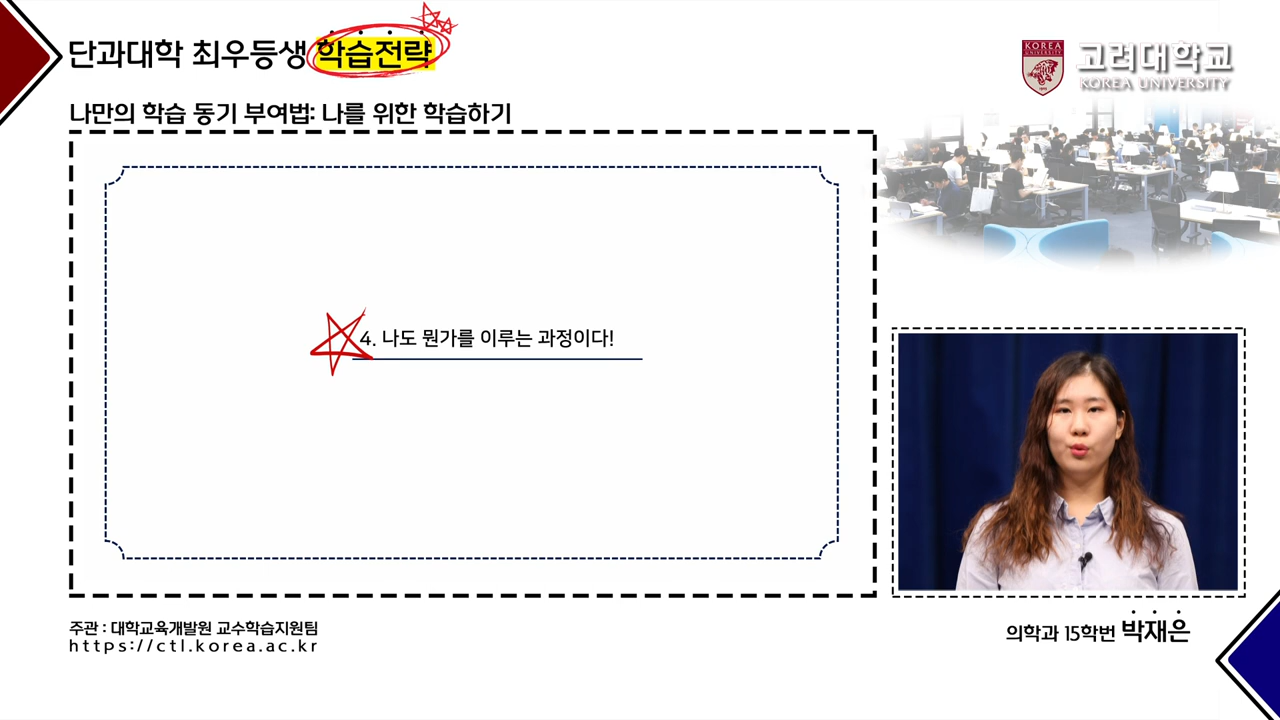 단과대학 최우등생 학습전략
KOREA
UNIVERSITY
1905
고려대학교
KOREA UNIVERSITY
나만의 학습 동기 부여법: 나를 위한 학습하기
4. 나도 뭔가를 이루는 과정이다!
주관 : 대학교육개발원 교수학습지원팀
https://ctl.korea.ac.kr
의학과 15학번 박재은